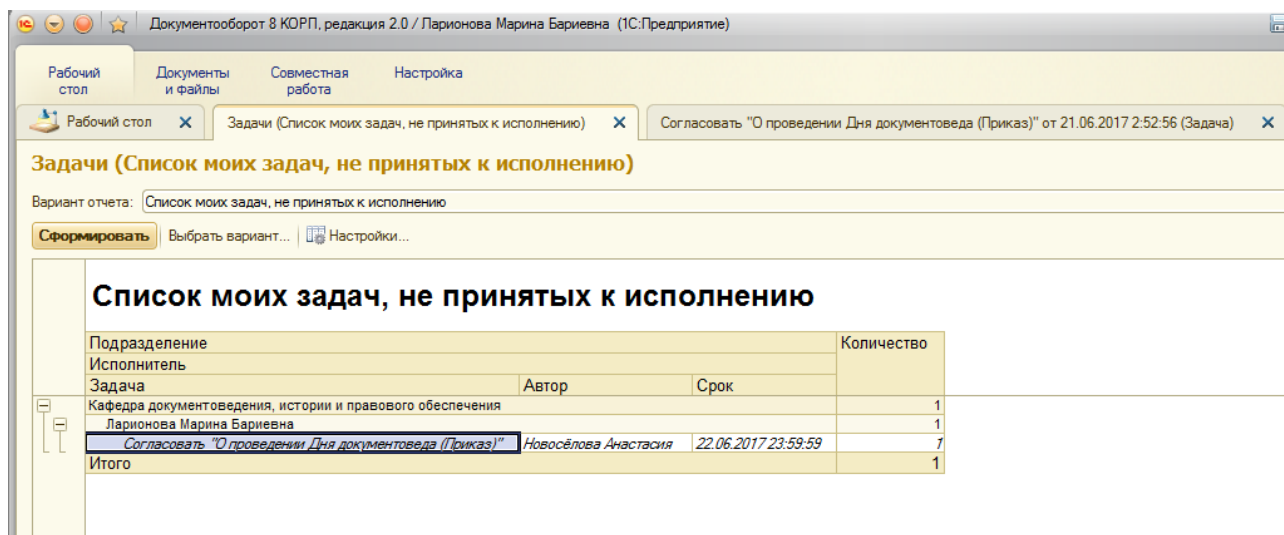 Документооборот 8 КОРП, редакция 2.0 / Ларионова Марина Бариевна (1С:Предприятие)
Рабочий стол Документы и файлы Совместная работа Настройка
Рабочий стол Задачи (Список моих задач, не принятых к исполнению) Согласовать "О проведении Дня документоведа (Приказ)" от 21.06.2017 2:52:56 (Задача)
Задачи (Список моих задач, не принятых к исполнению)
Вариант отчета: Список моих задач, не принятых к исполнению
Сформировать Выбрать вариант... Настройки...
Список моих задач, не принятых к исполнению
Подразделение Количество
Исполнитель
Задача Автор Срок
Кафедра документоведения, истории и правового обеспечения 1
Ларионова Марина Бариевна 1
Согласовать "О проведении Дня документоведа (Приказ)" Новосёлова Анастасия 22.06.2017 23:59:59 1
Итого 1